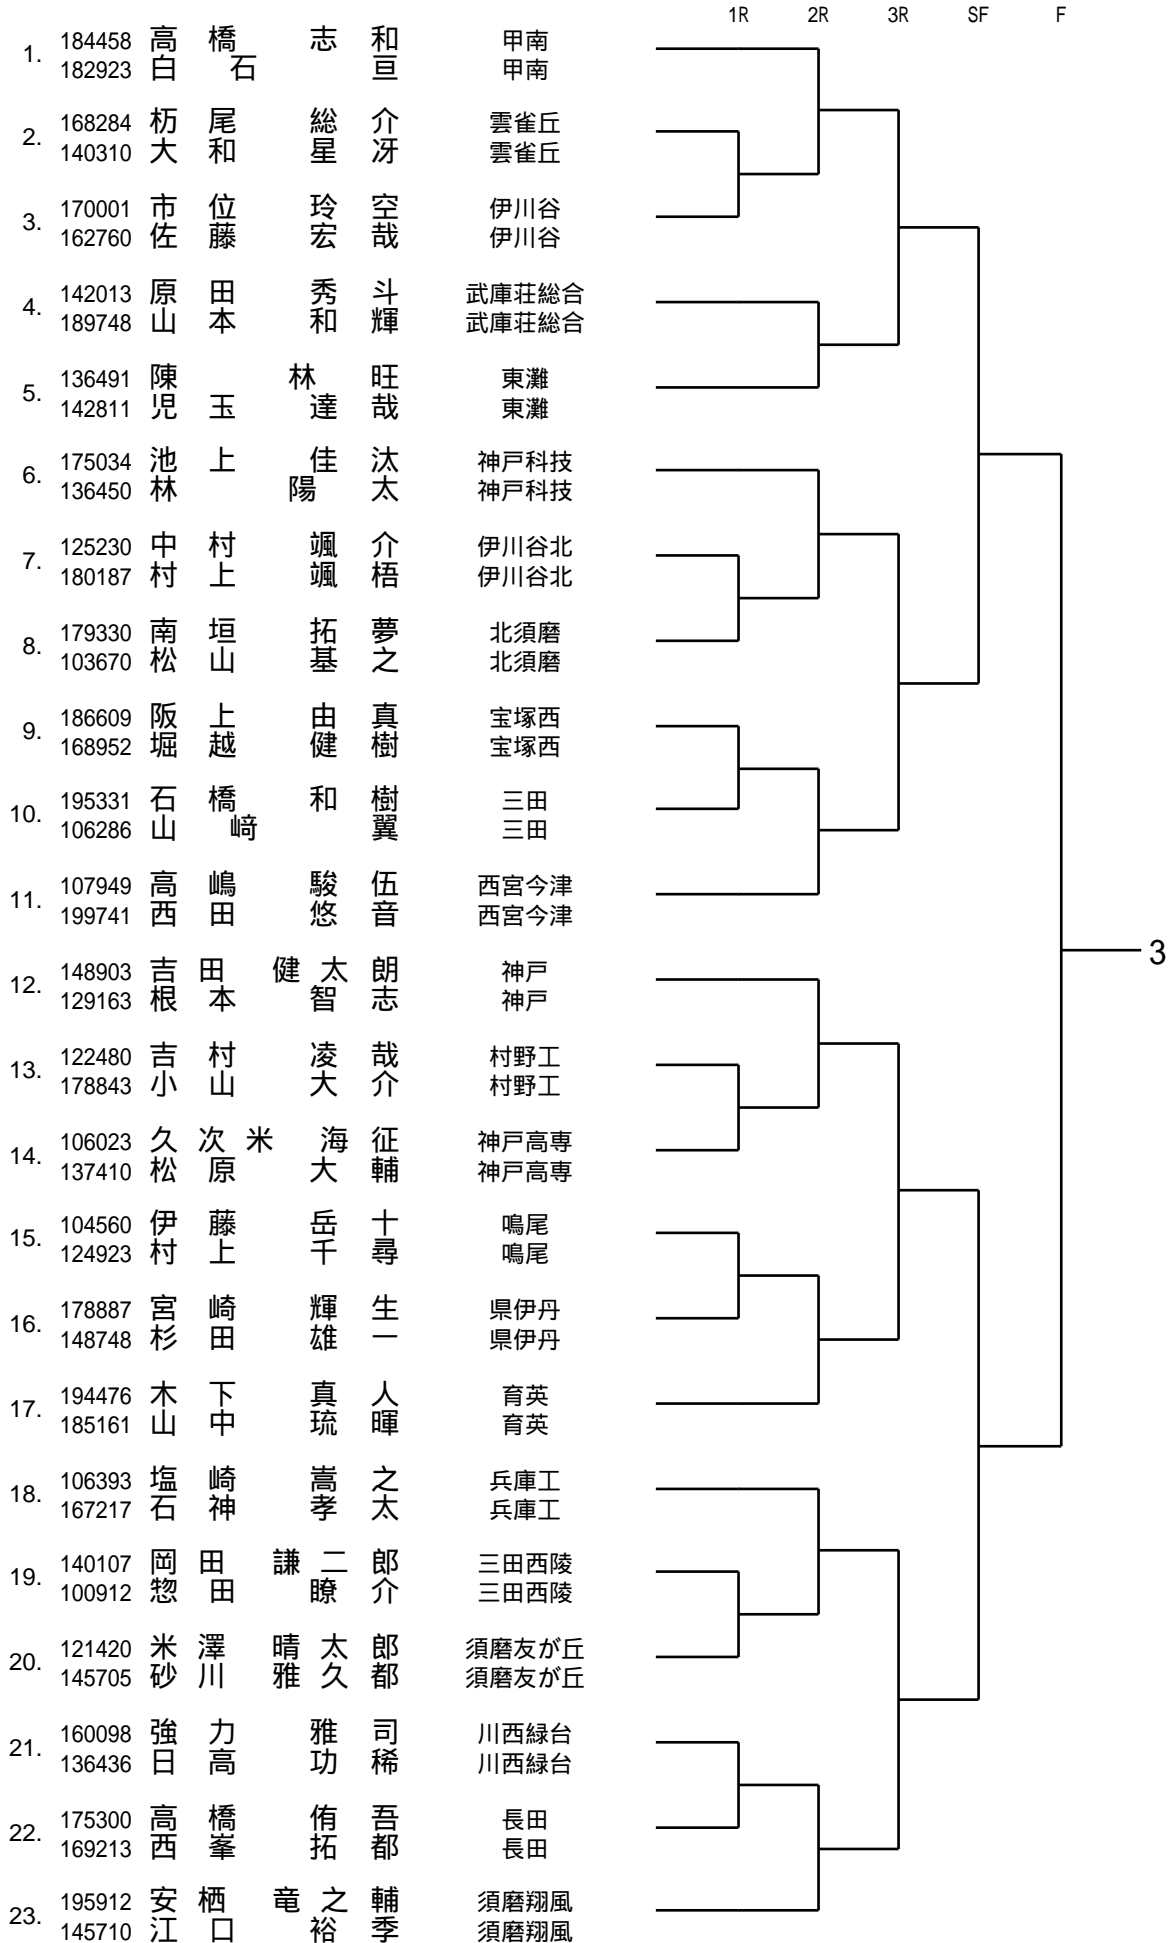 1R 2R 3R SF F
1. 184458 高橋 志和 甲南
182923 白石 亘 甲南
2. 168284 栃尾 総介 雲雀丘
140310 大和 星冴 雲雀丘
3. 170001 市位 玲空 伊川谷
162760 佐藤 宏哉 伊川谷
4. 142013 原田 秀斗 武庫荘総合
189748 山本 和輝 武庫荘総合
5. 136491 陳 林旺 東灘
142811 児玉 達哉 東灘
6. 175034 池上 佳汰 神戸科技
136450 林 陽太 神戸科技
7. 125230 中村 颯介 伊川谷北
180187 村上 颯梧 伊川谷北
8. 179330 南垣 拓夢 北須磨
103670 松山 基之 北須磨
9. 186609 阪上 由真 宝塚西
168952 堀越 健樹 宝塚西
10. 195331 石橋 和樹 三田
106286 山﨑 翼 三田
11. 107949 高嶋 駿伍 西宮今津
199741 西田 悠音 西宮今津
12. 148903 吉田 健太朗 神戸
129163 根本 智志 神戸
3
13. 122480 吉村 凌哉 村野工
178843 小山 大介 村野工
14. 106023 久次米 海征 神戸高専
137410 松原 大輔 神戸高専
15. 104560 伊藤 岳十 鳴尾
124923 村上 千尋 鳴尾
16. 178887 宮崎 輝生 県伊丹
148748 杉田 雄一 県伊丹
17. 194476 木下 真人 育英
185161 山中 琉暉 育英
18. 106393 塩崎 嵩之 兵庫工
167217 石神 孝太 兵庫工
19. 140107 岡田 謙二郎 三田西陵
100912 惣田 瞭介 三田西陵
20. 121420 米澤 晴太郎 須磨友が丘
145705 砂川 雅久都 須磨友が丘
21. 160098 強力 雅司 川西緑台
136436 日高 功稀 川西緑台
22. 175300 高橋 侑吾 長田
169213 西峯 拓都 長田
23. 195912 安栖 竜之輔 須磨翔風
145710 江口 裕季 須磨翔風